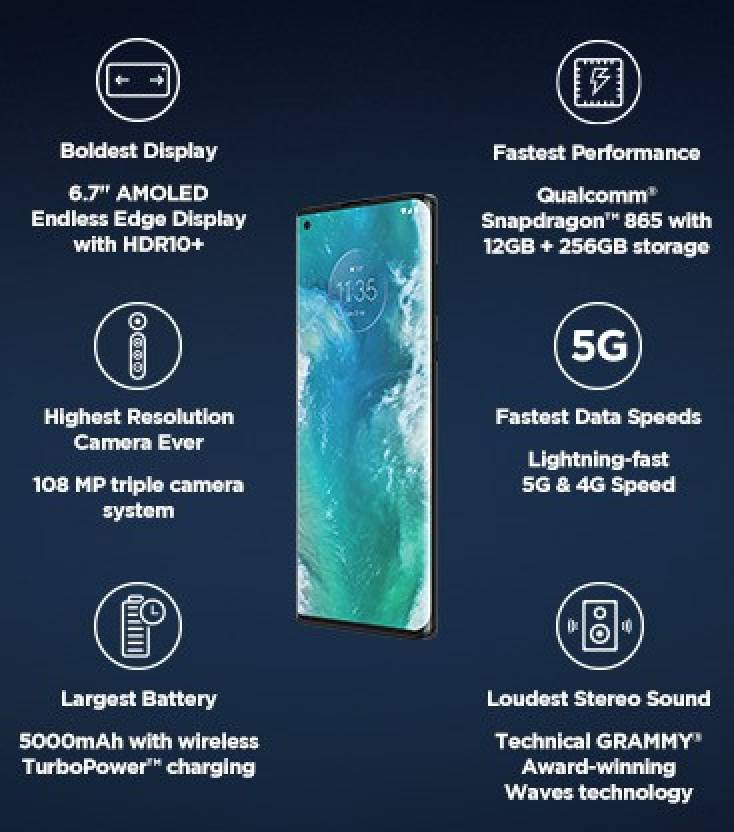 Boldest Display
6.7" AMOLED
Endless Edge Display
with HDR10+
Fastest Performance
Qualcomm®
Snapdragon™ 865 with
12GB + 256GB storage
11:35
Highest Resolution
Camera Ever
108 MP triple camera
system
5G
Fastest Data Speeds
Lightning-fast
5G & 4G Speed
Largest Battery
5000mAh with wireless
TurboPower™ charging
Loudest Stereo Sound
Technical GRAMMY®
Award-winning
Waves technology